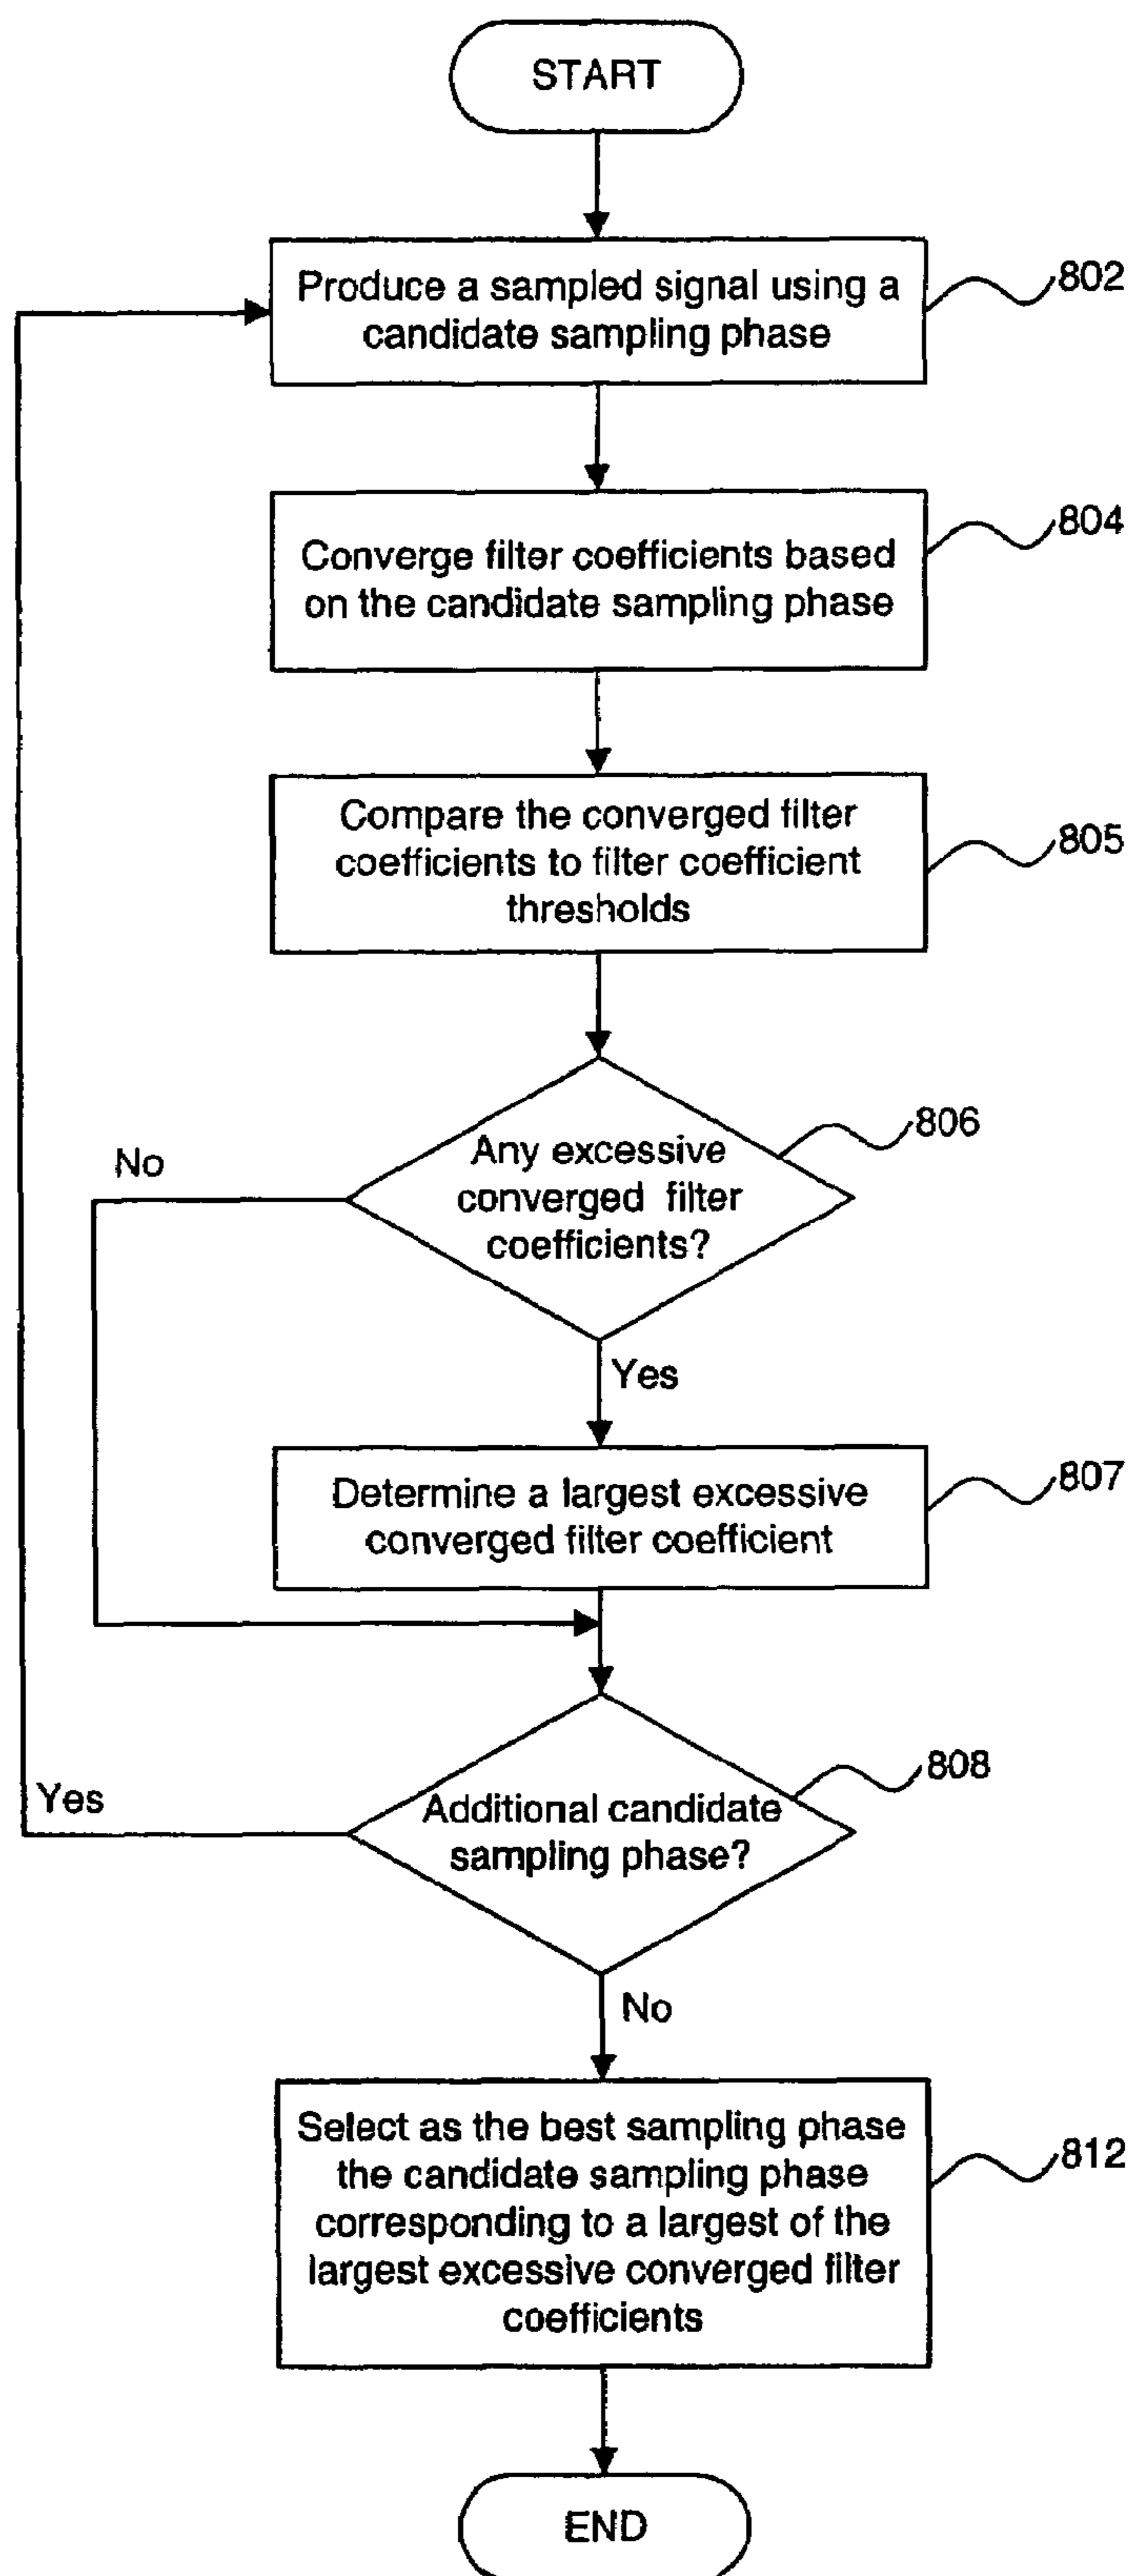 START
Produce a sampled signal using a
candidate sampling phase
802
Converge filter coefficients based
on the candidate sampling phase
804
Compare the converged filter
coefficients to filter coefficient
thresholds
805
Any excessive
converged filter
coefficients?
806
No
Yes
Determine a largest excessive
converged filter coefficient
807
Additional candidate
sampling phase?
808
Yes
No
Select as the best sampling phase
the candidate sampling phase
corresponding to a largest of the
largest excessive converged filter
coefficients
812
END